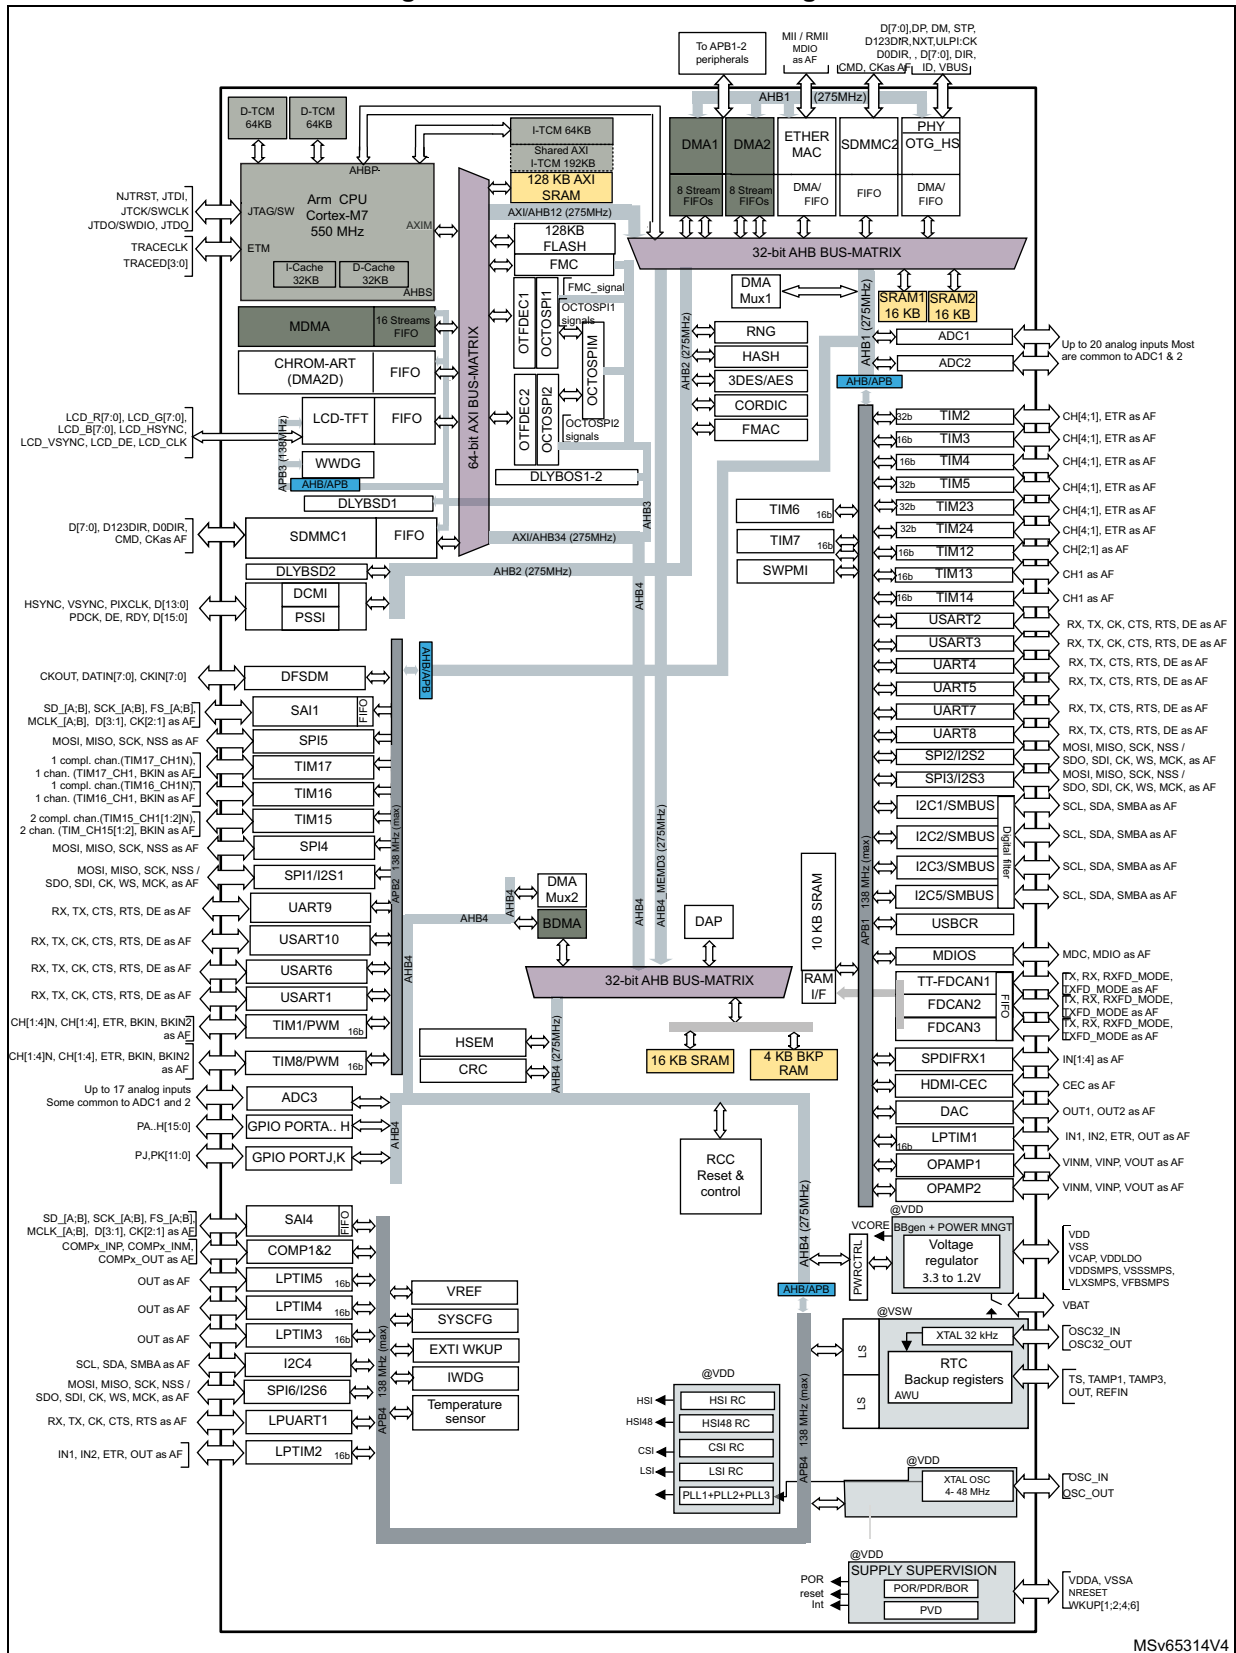 To APB1-2
peripherals
MII / RMII
MDIO
as AF
D[7:0],DP, DM, STP,
D123DIR,NXT,ULPI:CK
D0DIR, , D[7:0], DIR,
CMD, CKas AF
ID, VBUS
AHB1 (275MHz)
D-TCM
64KB
D-TCM
64KB
I-TCM 64KB
Shared AXI
I-TCM 192KB
128 KB AXI
SRAM
AHBP
Arm CPU
Cortex-M7
550 MHz
JTAG/SW
ETM
AXIM
AHBS
I-Cache
32KB
D-Cache
32KB
NJTRST, JTDI,
JTCK/SWCLK
JTDO/SWDIO, JTDO
TRACECLK
TRACED[3:0]
DMA1
DMA2
ETHER
MAC
SDMMC2
PHY
OTG_HS
8 Stream
FIFOs
8 Stream
FIFOs
DMA/
FIFO
FIFO
DMA/
FIFO
AXI/AHB12 (275MHz)
128KB
FLASH
FMC
FMC_signal
32-bit AHB BUS-MATRIX
DMA
Mux1
SRAM1
16 KB
SRAM2
16 KB
ADC1
ADC2
Up to 20 analog inputs Most
are common to ADC1 & 2
AHB1 (275MHz)
AHB/APB
MDMA
16 Streams
FIFO
CHROM-ART
(DMA2D)
FIFO
LCD-TFT
FIFO
LCD_R[7:0], LCD_G[7:0],
LCD_B[7:0], LCD_HSYNC,
LCD_VSYNC, LCD_DE, LCD_CLK
APB3 (138MHz)
WWDG
AHB/APB
DLYBSD1
SDMMC1
FIFO
D[7:0], D123DIR, D0DIR,
CMD, CKas AF
64-bit AXI BUS-MATRIX
OTFDEC1
OCTOSPI1
OCTOSPI1
signals
OCTOSPIM
OTFDEC2
OCTOSPI2
OCTOSPI2
signals
DLYBOS1-2
AHB3
AHB2 (275MHz)
RNG
HASH
3DES/AES
CORDIC
FMAC
AXI/AHB34 (275MHz)
AHB2 (275MHz)
DLYBSD2
DCMI
PSSI
HSYNC, VSYNC, PIXCLK, D[13:0]
PDCK, DE, RDY, D[15:0]
AHB4
AHB/APB
TIM6
16b
TIM7
16b
SWPMI
32b
TIM2
CH[4;1], ETR as AF
16b
TIM3
CH[4;1], ETR as AF
16b
TIM4
CH[4;1], ETR as AF
32b
TIM5
CH[4;1], ETR as AF
32b
TIM23
CH[4;1], ETR as AF
32b
TIM24
CH[4;1], ETR as AF
16b
TIM12
CH[2;1] as AF
16b
TIM13
CH1 as AF
16b
TIM14
CH1 as AF
USART2
RX, TX, CK, CTS, RTS, DE as AF
USART3
RX, TX, CK, CTS, RTS, DE as AF
UART4
RX, TX, CTS, RTS, DE as AF
UART5
RX, TX, CTS, RTS, DE as AF
UART7
RX, TX, CTS, RTS, DE as AF
UART8
RX, TX, CTS, RTS, DE as AF
SPI2/I2S2
MOSI, MISO, SCK, NSS /
SDO, SDI, CK, WS, MCK, as AF
SPI3/I2S3
MOSI, MISO, SCK, NSS /
SDO, SDI, CK, WS, MCK, as AF
I2C1/SMBUS
SCL, SDA, SMBA as AF
I2C2/SMBUS
SCL, SDA, SMBA as AF
I2C3/SMBUS
SCL, SDA, SMBA as AF
I2C5/SMBUS
SCL, SDA, SMBA as AF
Digital filter
USBCR
MDIOS
MDC, MDIO as AF
TT-FDCAN1
TX, RX, RXFD_MODE,
TXFD_MODE as AF
FDCAN2
TX, RX, RXFD_MODE,
TXFD_MODE as AF
FDCAN3
TX, RX, RXFD_MODE,
TXFD_MODE as AF
FIFO
SPDIFRX1
IN[1:4] as AF
HDMI-CEC
CEC as AF
DAC
OUT1, OUT2 as AF
16b
LPTIM1
IN1, IN2, ETR, OUT as AF
OPAMP1
VINM, VINP, VOUT as AF
OPAMP2
VINM, VINP, VOUT as AF
APB1 138 MHz (max)
10 KB SRAM
RAM
I/F
CKOUT, DATIN[7:0], CKIN[7:0]
DFSDM
SD_[A;B], SCK_[A;B], FS_[A;B],
MCLK_[A;B], D[3:1], CK[2:1] as AF
SAI1
FIFO
MOSI, MISO, SCK, NSS as AF
SPI5
1 compl. chan.(TIM17_CH1N),
1 chan. (TIM17_CH1, BKIN as AF
TIM17
1 compl. chan.(TIM16_CH1N),
1 chan. (TIM16_CH1, BKIN as AF
TIM16
2 compl. chan.(TIM15_CH1[1:2]N),
2 chan. (TIM_CH15[1:2], BKIN as AF
TIM15
MOSI, MISO, SCK, NSS as AF
SPI4
MOSI, MISO, SCK, NSS /
SDO, SDI, CK, WS, MCK, as AF
SPI1/I2S1
RX, TX, CTS, RTS, DE as AF
UART9
RX, TX, CK, CTS, RTS, DE as AF
USART10
RX, TX, CK, CTS, RTS, DE as AF
USART6
RX, TX, CK, CTS, RTS, DE as AF
USART1
CH[1:4]N, CH[1:4], ETR, BKIN, BKIN2
as AF
TIM1/PWM
16b
CH[1:4]N, CH[1:4], ETR, BKIN, BKIN2
as AF
TIM8/PWM
16b
APB2 138 MHz (max)
Up to 17 analog inputs
Some common to ADC1 and 2
ADC3
PA..H[15:0]
GPIO PORTA.. H
PJ,PK[11:0]
GPIO PORTJ,K
AHB4
AHB4
AHB4
AHB4
DMA
Mux2
BDMA
AHB4
AHB4_MEMD3 (275MHz)
DAP
32-bit AHB BUS-MATRIX
16 KB SRAM
4 KB BKP
RAM
HSEM
CRC
AHB4 (275MHz)
RCC
Reset &
control
AHB4 (275MHz)
AHB/APB
SD_[A;B], SCK_[A;B], FS_[A;B],
MCLK_[A;B], D[3:1], CK[2:1] as AF
SAI4
FIFO
COMPx_INP, COMPx_INM,
COMPx_OUT as AF
COMP1&2
OUT as AF
LPTIM5
16b
OUT as AF
LPTIM4
16b
OUT as AF
LPTIM3
16b
SCL, SDA, SMBA as AF
I2C4
MOSI, MISO, SCK, NSS /
SDO, SDI, CK, WS, MCK, as AF
SPI6/I2S6
RX, TX, CK, CTS, RTS as AF
LPUART1
IN1, IN2, ETR, OUT as AF
LPTIM2
16b
APB4 138 MHz (max)
VREF
SYSCFG
EXTI WKUP
IWDG
Temperature
sensor
@VDD
VCORE
BBgen + POWER MNGT
PWRCTRL
Voltage
regulator
3.3 to 1.2V
VDD
VSS
VCAP, VDDLDO
VDDSMPS, VSSSMPS,
VLXSMPS, VFBSMPS
VBAT
@VSW
LS
LS
XTAL 32 kHz
RTC
Backup registers
AWU
OSC32_IN
OSC32_OUT
TS, TAMP1, TAMP3,
OUT, REFIN
APB4 138 MHz (max)
@VDD
HSI
HSI RC
HSI48
HSI48 RC
CSI
CSI RC
LSI
LSI RC
PLL1+PLL2+PLL3
@VDD
XTAL OSC
4- 48 MHz
OSC_IN
OSC_OUT
@VDD
SUPPLY SUPERVISION
POR
reset
Int
POR/PDR/BOR
PVD
VDDA, VSSA
NRESET
WKUP[1;2;4;6]
MSv65314V4